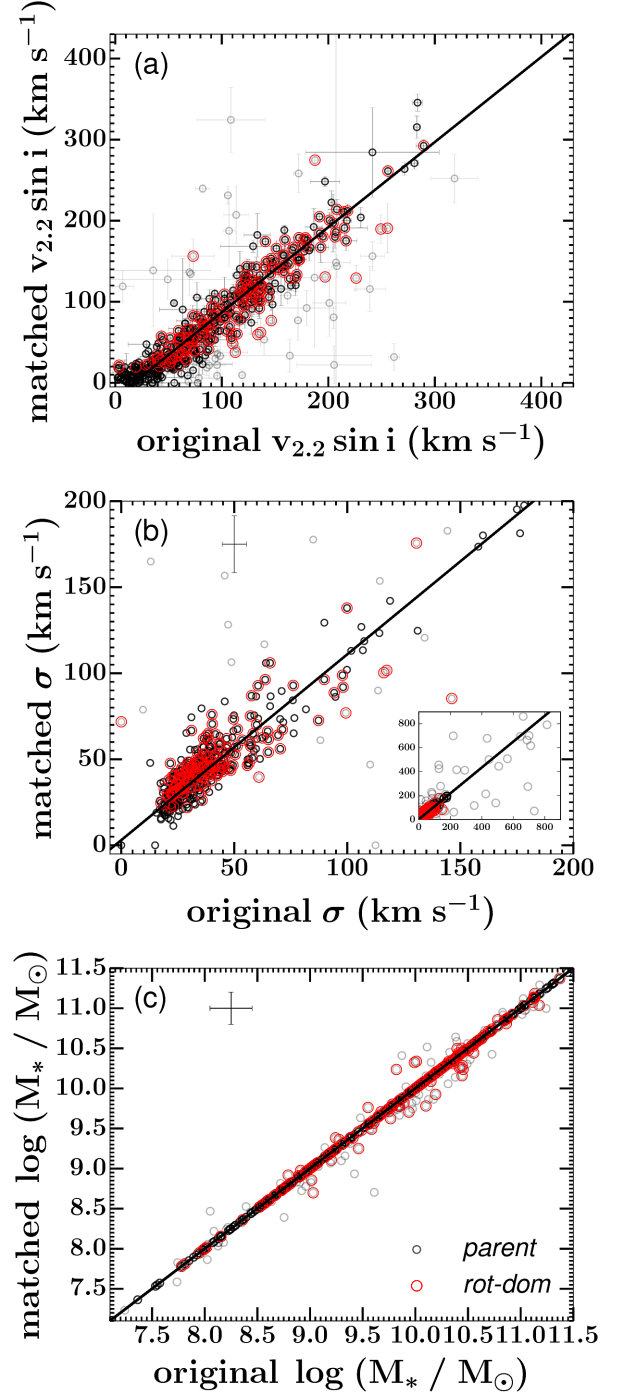 (a)
400
300
200
100
0
matched v₂.₂ sin i (km s⁻¹)
0 100 200 300 400
original v₂.₂ sin i (km s⁻¹)
(b)
200
150
100
50
0
matched σ (km s⁻¹)
800
600
400
200
0
0 200 400 600 800
0 50 100 150 200
original σ (km s⁻¹)
(c)
11.5
11.0
10.5
10.0
9.5
9.0
8.5
8.0
7.5
matched log (M* / M⊙)
parent
rot-dom
7.5 8.0 8.5 9.0 9.5 10.0 10.5 11.0 11.5
original log (M* / M⊙)